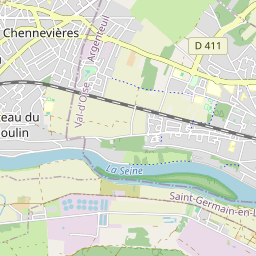 Chennevières
D 411
Val-d'Oise
Argenteuil
eau du
oulin
La Seine
Saint-Germain-en-L